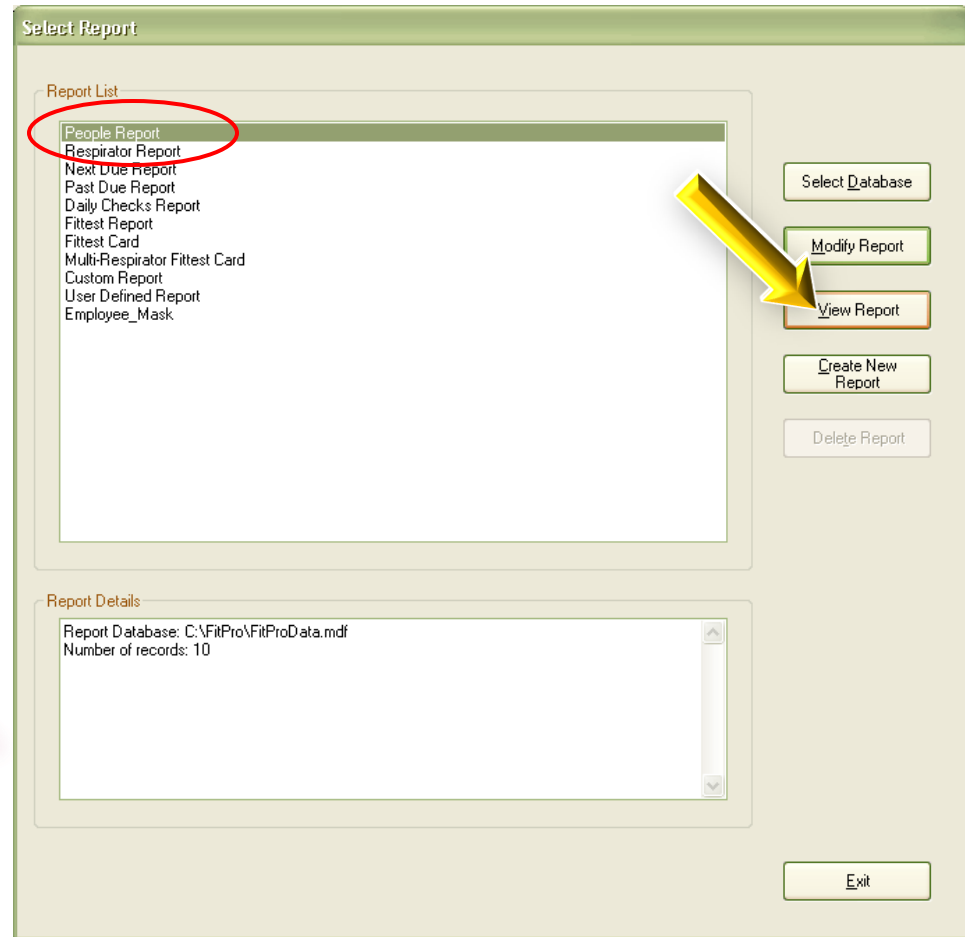 Select Report
Report List
People Report
Respirator Report
Next Due Report
Past Due Report
Daily Checks Report
Fittest Report
Fittest Card
Multi-Respirator Fittest Card
Custom Report
User Defined Report
Employee_Mask
Select Database
Modify Report
View Report
Create New
Report
Delete Report
Report Details
Report Database: C:\FitPro\FitProData.mdf
Number of records: 10
Exit